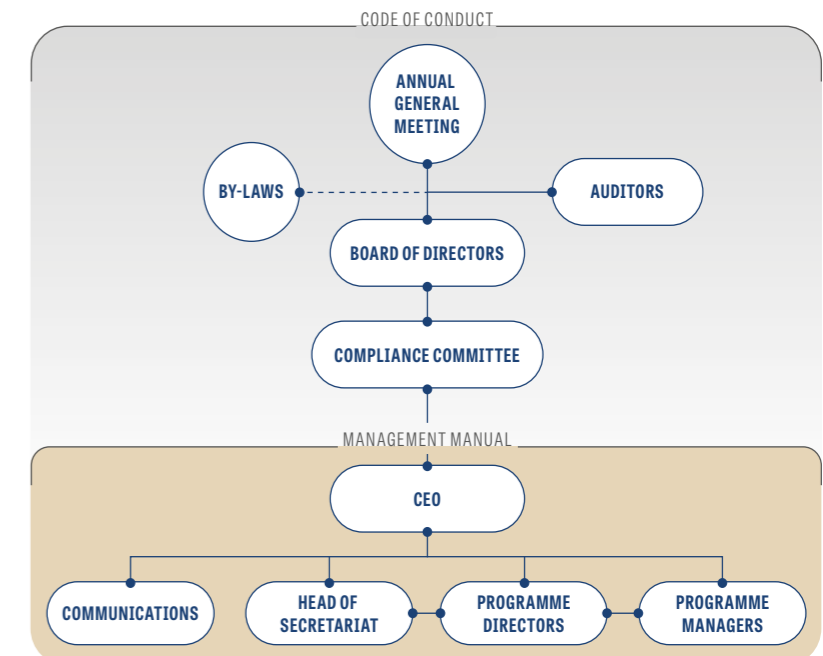 CODE OF CONDUCT
ANNUAL
GENERAL
MEETING
BY-LAWS
AUDITORS
BOARD OF DIRECTORS
COMPLIANCE COMMITTEE
MANAGEMENT MANUAL
CEO
COMMUNICATIONS
HEAD OF
SECRETARIAT
PROGRAMME
DIRECTORS
PROGRAMME
MANAGERS